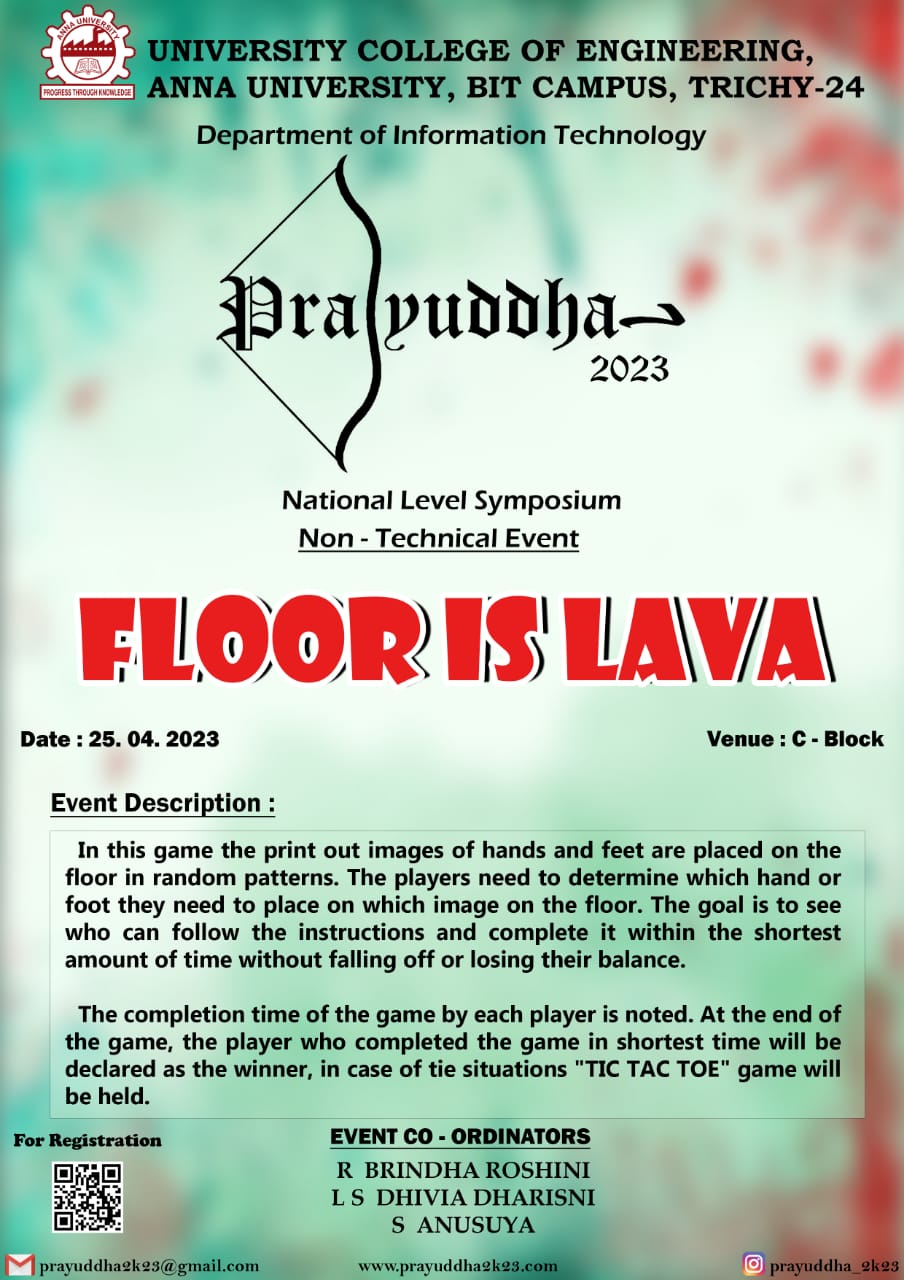 ANNA UNIVERSITY
PROGRESS THROUGH KNOWLEDGE
UNIVERSITY COLLEGE OF ENGINEERING,
ANNA UNIVERSITY, BIT CAMPUS, TRICHY-24
Department of Information Technology
Prayuddha
2023
National Level Symposium
Non - Technical Event
FLOOR IS LAVA
Date : 25. 04. 2023
Venue : C - Block
Event Description :
In this game the print out images of hands and feet are placed on the
floor in random patterns. The players need to determine which hand or
foot they need to place on which image on the floor. The goal is to see
who can follow the instructions and complete it within the shortest
amount of time without falling off or losing their balance.
The completion time of the game by each player is noted. At the end of
the game, the player who completed the game in shortest time will be
declared as the winner, in case of tie situations "TIC TAC TOE" game will
be held.
For Registration
EVENT CO - ORDINATORS
R BRINDHA ROSHINI
L S DHIVIA DHARISNI
S ANUSUYA
prayuddha2k23@gmail.com
www.prayuddha2k23.com
prayuddha_2k23